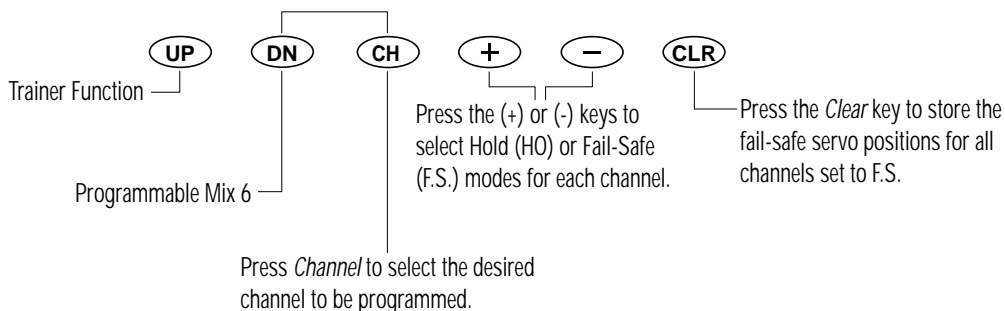 UP DN CH + − CLR
Trainer Function
Press the (+) or (-) keys to
select Hold (HO) or Fail-Safe
(F.S.) modes for each channel.
Press the Clear key to store the
fail-safe servo positions for all
channels set to F.S.
Programmable Mix 6
Press Channel to select the desired
channel to be programmed.